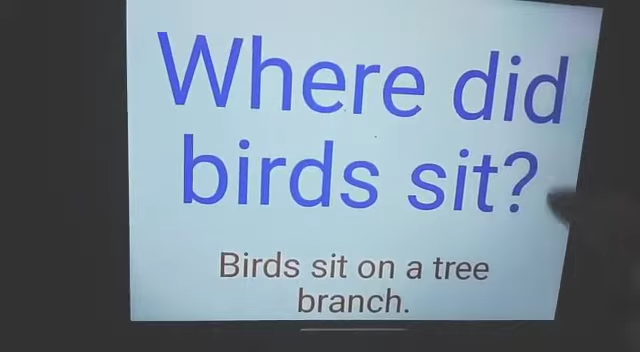 Where did
birds sit?
Birds sit on a tree
branch.